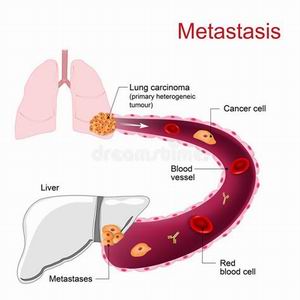 Metastasis
Lung carcinoma
(primary heterogeneic
tumour)
Cancer cell
Blood
vessel
Liver
Metastases
Red
blood cell
dreamstime